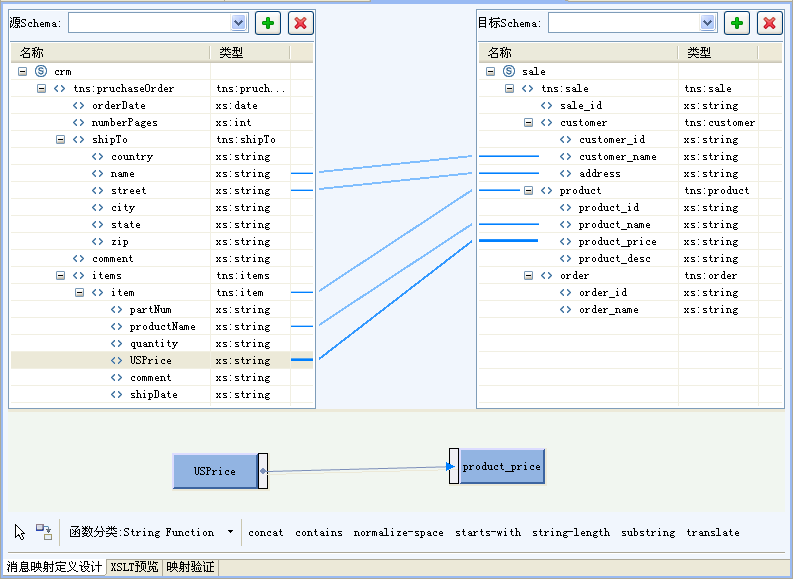 源Schema:
目标Schema:
名称 类型
crm
tns:pruchaseOrder tns:pruch...
orderDate xs:date
numberPages xs:int
shipTo tns:shipTo
country xs:string
name xs:string
street xs:string
city xs:string
state xs:string
zip xs:string
comment xs:string
items tns:items
item tns:item
partNum xs:string
productName xs:string
quantity xs:string
USPrice xs:string
comment xs:string
shipDate xs:string
名称 类型
sale
tns:sale tns:sale
sale_id xs:string
customer tns:customer
customer_id xs:string
customer_name xs:string
address xs:string
product tns:product
product_id xs:string
product_name xs:string
product_price xs:string
product_desc xs:string
order tns:order
order_id xs:string
order_name xs:string
USPrice
product_price
函数分类:String Function concat contains normalize-space starts-with string-length substring translate
消息映射定义设计 XSLT预览 映射验证